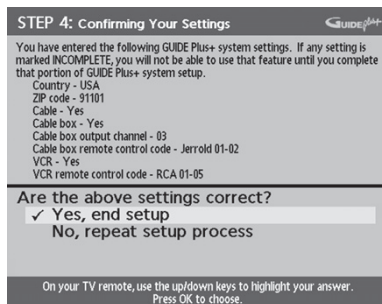 STEP 4: Confirming Your Settings
GUIDE Plus+
You have entered the following GUIDE Plus+ system settings. If any setting is
marked INCOMPLETE, you will not be able to use that feature until you complete
that portion of GUIDE Plus+ system setup.
Country - USA
ZIP code - 91101
Cable - Yes
Cable box - Yes
Cable box output channel - 03
Cable box remote control code - Jerrold 01-02
VCR - Yes
VCR remote control code - RCA 01-05
Are the above settings correct?
✓ Yes, end setup
No, repeat setup process
On your TV remote, use the up/down keys to highlight your answer.
Press OK to choose.